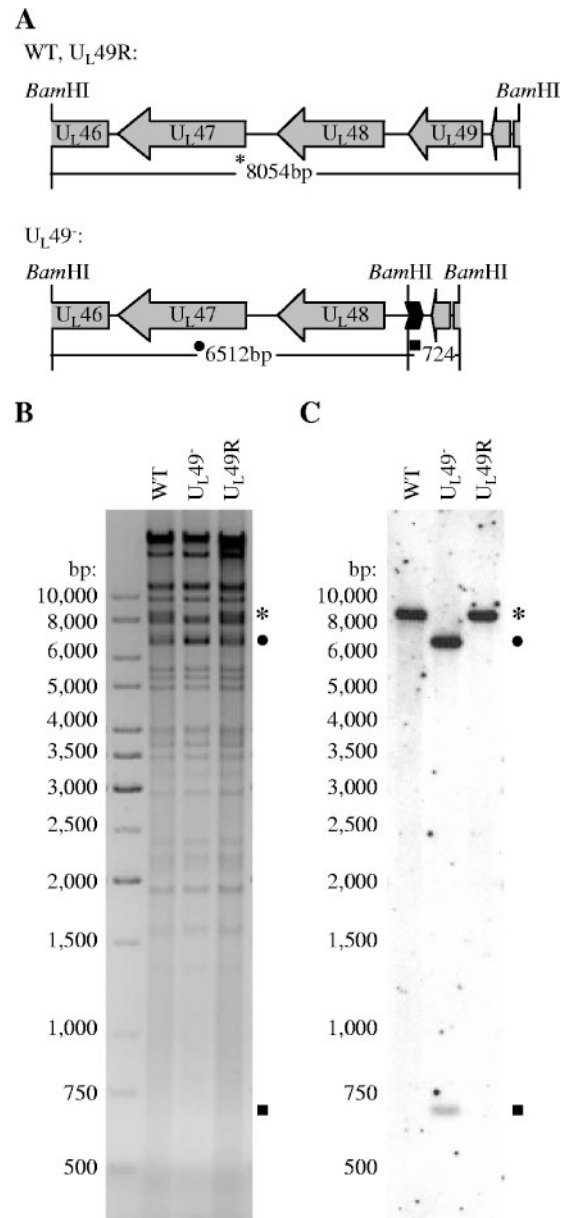 A
WT, UL49R:
BamHI BamHI
UL46 UL47 UL48 UL49
*
8054bp
UL49-:
BamHI BamHI BamHI
UL46 UL47 UL48
6512bp 724
B
WT UL49- UL49R
bp:
10,000
8,000
6,000
5,000
4,000
3,500
3,000
2,500
2,000
1,500
1,000
750
500
*
●
■
C
WT UL49- UL49R
bp:
10,000
8,000
6,000
5,000
4,000
3,500
3,000
2,500
2,000
1,500
1,000
750
500
*
●
■